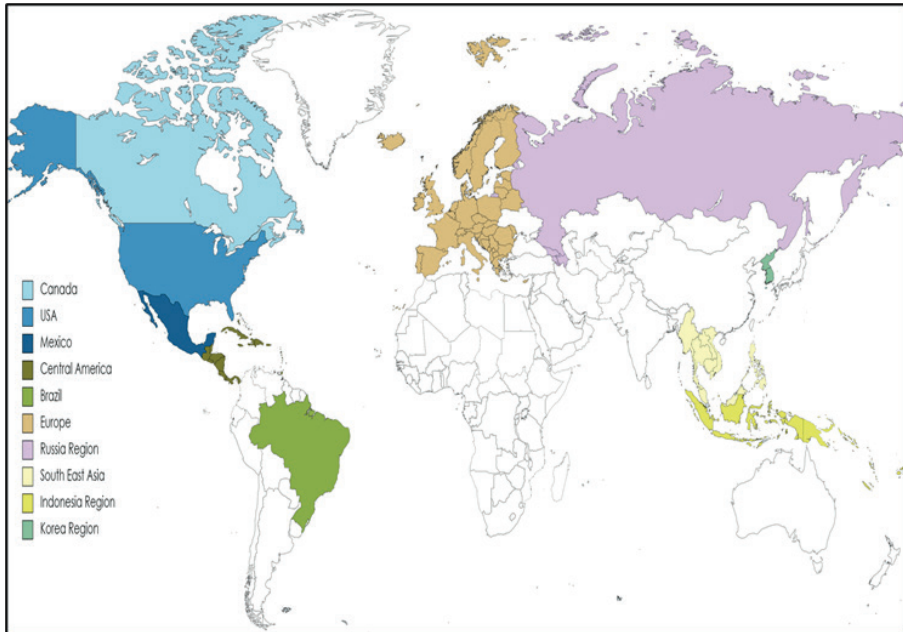 Canada
USA
Mexico
Central America
Brazil
Europe
Russia Region
South East Asia
Indonesia Region
Korea Region